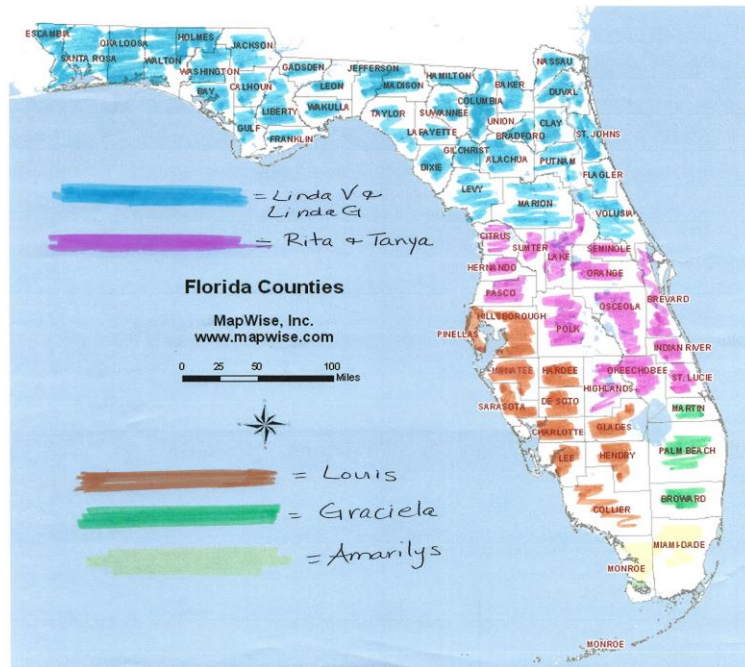 ESCAMBIA
SANTA ROSA
OKALOOSA
WALTON
HOLMES
WASHINGTON
BAY
JACKSON
CALHOUN
GULF
GADSDEN
LIBERTY
FRANKLIN
LEON
WAKULLA
JEFFERSON
MADISON
TAYLOR
HAMILTON
SUWANNEE
LAFAYETTE
DIXIE
COLUMBIA
GILCHRIST
LEVY
BAKER
UNION
BRADFORD
ALACHUA
MARION
NASSAU
DUVAL
CLAY
ST. JOHNS
PUTNAM
FLAGLER
VOLUSIA
= Linda V &
Linda G
= Rita & Tanya
Florida Counties
MapWise, Inc.
www.mapwise.com
0 25 50 100
Miles
CITRUS
SUMTER
LAKE
SEMINOLE
HERNANDO
ORANGE
PASCO
OSCEOLA
BREVARD
HILLSBOROUGH
PINELLAS
POLK
INDIAN RIVER
MANATEE
HARDEE
OKEECHOBEE
HIGHLANDS
ST. LUCIE
SARASOTA
DE SOTO
MARTIN
CHARLOTTE
GLADES
LEE
HENDRY
PALM BEACH
COLLIER
BROWARD
MIAMI-DADE
MONROE
MONROE
= Louis
= Graciela
= Amarilys